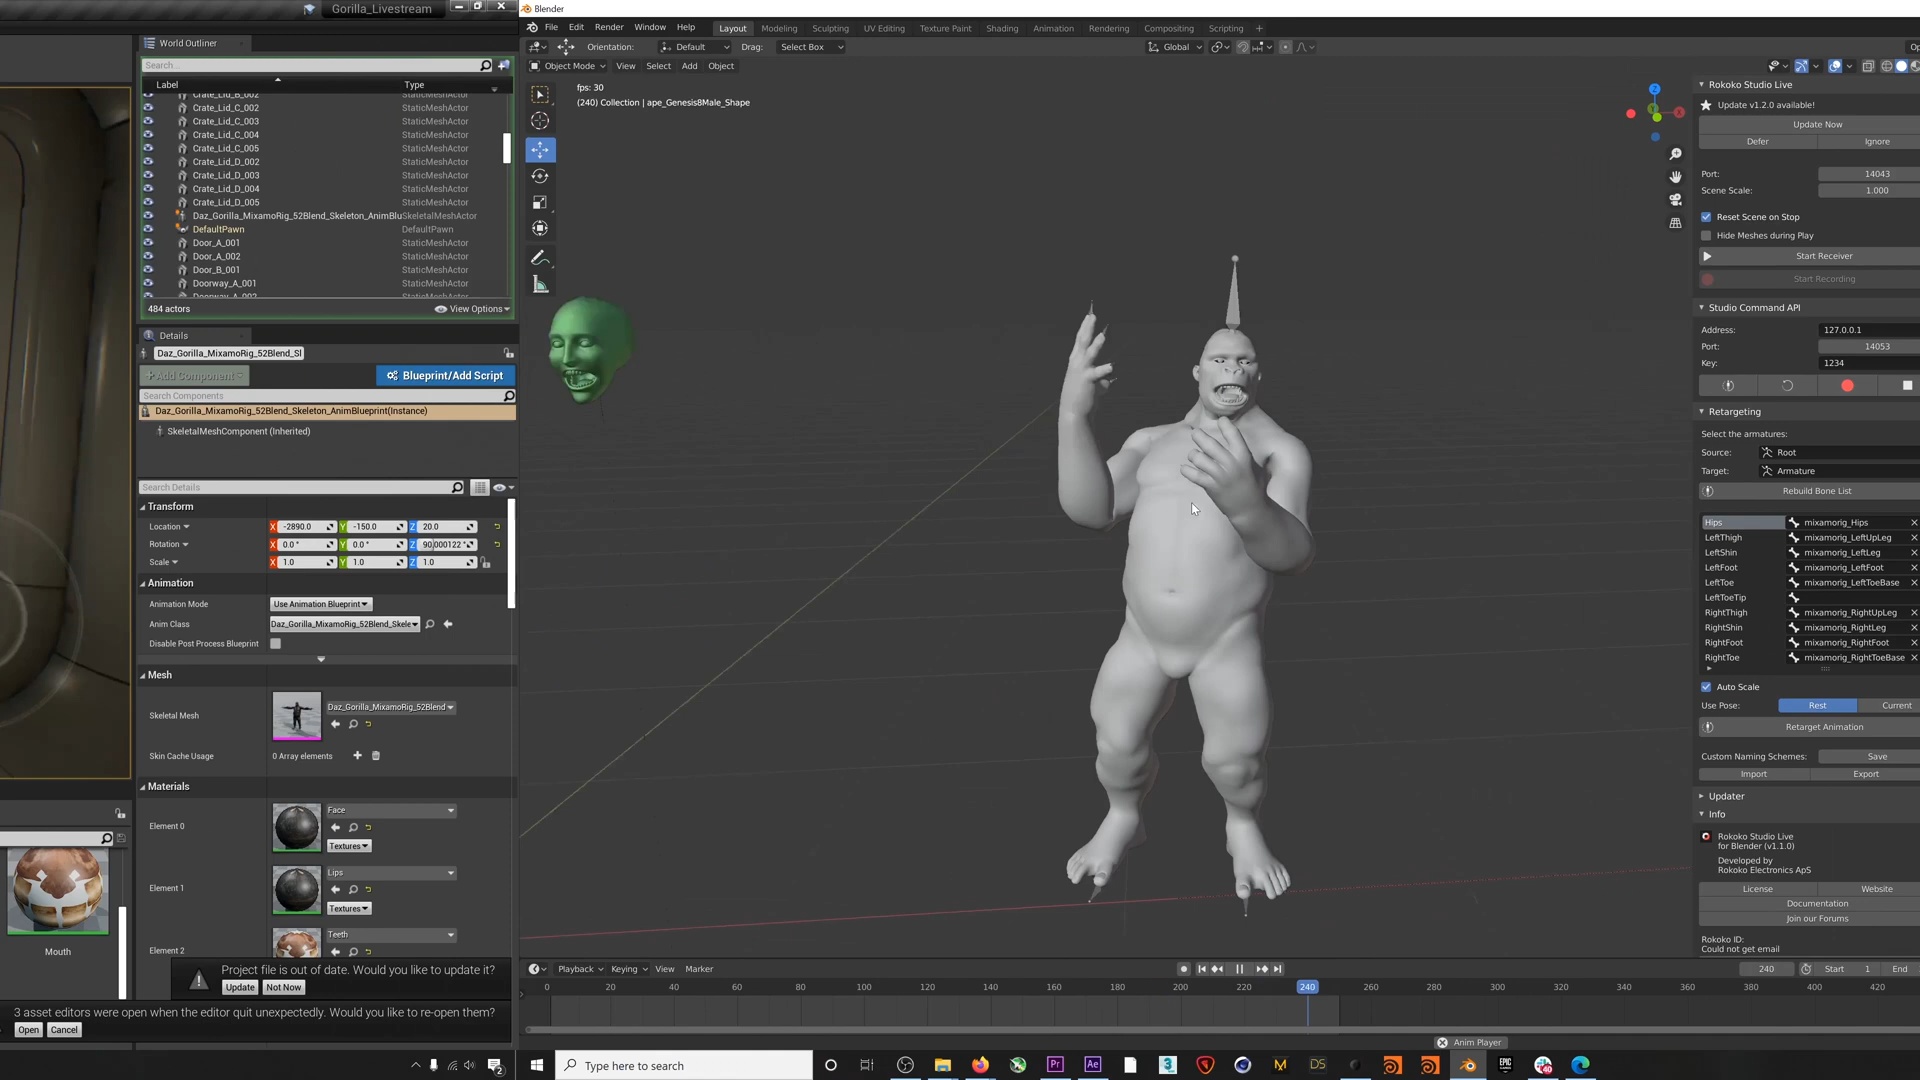 Gorilla_Livestream
World Outliner
Search...
Label
Type
Crate_Lid_B_002
StaticMeshActor
Crate_Lid_C_002
StaticMeshActor
Crate_Lid_C_003
StaticMeshActor
Crate_Lid_C_004
StaticMeshActor
Crate_Lid_C_005
StaticMeshActor
Crate_Lid_D_002
StaticMeshActor
Crate_Lid_D_003
StaticMeshActor
Crate_Lid_D_004
StaticMeshActor
Crate_Lid_D_005
StaticMeshActor
Daz_Gorilla_MixamoRig_52Blend_Skeleton_AnimBlu
SkeletalMeshActor
DefaultPawn
DefaultPawn
Door_A_001
StaticMeshActor
Door_A_002
StaticMeshActor
Door_B_001
StaticMeshActor
Doorway_A_001
StaticMeshActor
Doorway_A_002
StaticMeshActor
484 actors
View Options
Details
Daz_Gorilla_MixamoRig_52Blend_Sl
+Add Component
Blueprint/Add Script
Search Components
Daz_Gorilla_MixamoRig_52Blend_Skeleton_AnimBlueprint(Instance)
SkeletalMeshComponent (Inherited)
Search Details
Transform
Location
X -2890.0
Y -150.0
Z 20.0
Rotation
X 0.0 °
Y 0.0 °
Z 90.000122 °
Scale
X 1.0
Y 1.0
Z 1.0
Animation
Animation Mode
Use Animation Blueprint
Anim Class
Daz_Gorilla_MixamoRig_52Blend_Skele
Disable Post Process Blueprint
Mesh
Skeletal Mesh
Daz_Gorilla_MixamoRig_52Blend
Skin Cache Usage
0 Array elements
Materials
Element 0
Face
Textures
Element 1
Lips
Textures
Element 2
Teeth
Mouth
Project file is out of date. Would you like to update it?
Update
Not Now
3 asset editors were open when the editor quit unexpectedly. Would you like to re-open them?
Open
Cancel
Blender
File Edit Render Window Help
Layout Modeling Sculpting UV Editing Texture Paint Shading Animation Rendering Compositing Scripting +
Orientation: Default Drag: Select Box
Global
Op
Object Mode View Select Add Object
fps: 30
(240) Collection | ape_Genesis8Male_Shape
Z
Rokoko Studio Live
Update v1.2.0 available!
Update Now
Defer
Ignore
Port: 14043
Scene Scale: 1.000
Reset Scene on Stop
Hide Meshes during Play
Start Receiver
Start Recording
Studio Command API
Address: 127.0.0.1
Port: 14053
Key: 1234
Retargeting
Select the armatures:
Source: Root
Target: Armature
Rebuild Bone List
Hips mixamorig_Hips
LeftThigh mixamorig_LeftUpLeg
LeftShin mixamorig_LeftLeg
LeftFoot mixamorig_LeftFoot
LeftToe mixamorig_LeftToeBase
LeftToeTip
RightThigh mixamorig_RightUpLeg
RightShin mixamorig_RightLeg
RightFoot mixamorig_RightFoot
RightToe mixamorig_RightToeBase
Auto Scale
Use Pose: Rest Current
Retarget Animation
Custom Naming Schemes: Save
Import
Export
Updater
Info
Rokoko Studio Live
for Blender (v1.1.0)
Developed by
Rokoko Electronics ApS
License
Website
Documentation
Join our Forums
Rokoko ID:
Could not get email
Playback Keying View Marker
240
Start 1
End
0 20 40 60 80 100 120 140 160 180 200 220 240 260 280 300 320 340 360 380 400 420
Anim Player
2
Type here to search
Pr
Ae
3
M
DS
EPIC
40